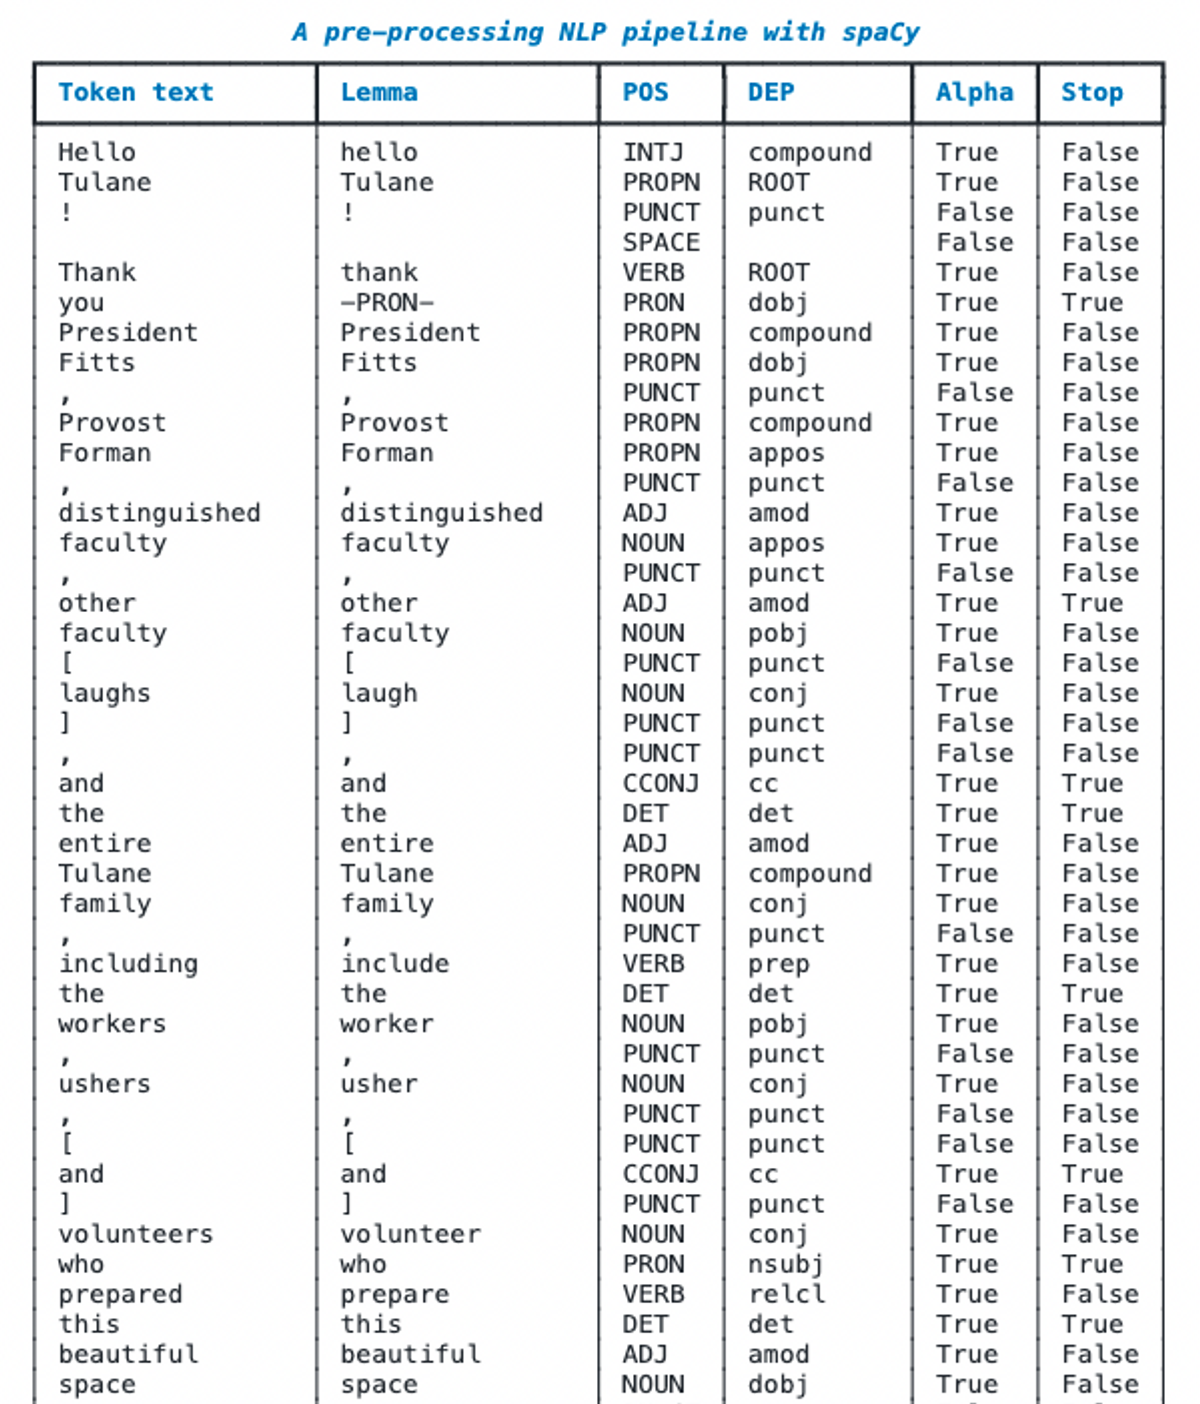 A pre-processing NLP pipeline with spaCy
Token text Lemma POS DEP Alpha Stop
Hello hello INTJ compound True False
Tulane Tulane PROPN ROOT True False
! ! PUNCT punct False False
SPACE False False
Thank thank VERB ROOT True False
you -PRON- PRON dobj True True
President President PROPN compound True False
Fitts Fitts PROPN dobj True False
, , PUNCT punct False False
Provost Provost PROPN compound True False
Forman Forman PROPN appos True False
, , PUNCT punct False False
distinguished distinguished ADJ amod True False
faculty faculty NOUN appos True False
, , PUNCT punct False False
other other ADJ amod True True
faculty faculty NOUN pobj True False
[ [ PUNCT punct False False
laughs laugh NOUN conj True False
] ] PUNCT punct False False
, , PUNCT punct False False
and and CCONJ cc True True
the the DET det True True
entire entire ADJ amod True False
Tulane Tulane PROPN compound True False
family family NOUN conj True False
, , PUNCT punct False False
including include VERB prep True False
the the DET det True True
workers worker NOUN pobj True False
, , PUNCT punct False False
ushers usher NOUN conj True False
, , PUNCT punct False False
[ [ PUNCT punct False False
and and CCONJ cc True True
] ] PUNCT punct False False
volunteers volunteer NOUN conj True False
who who PRON nsubj True True
prepared prepare VERB relcl True False
this this DET det True True
beautiful beautiful ADJ amod True False
space space NOUN dobj True False